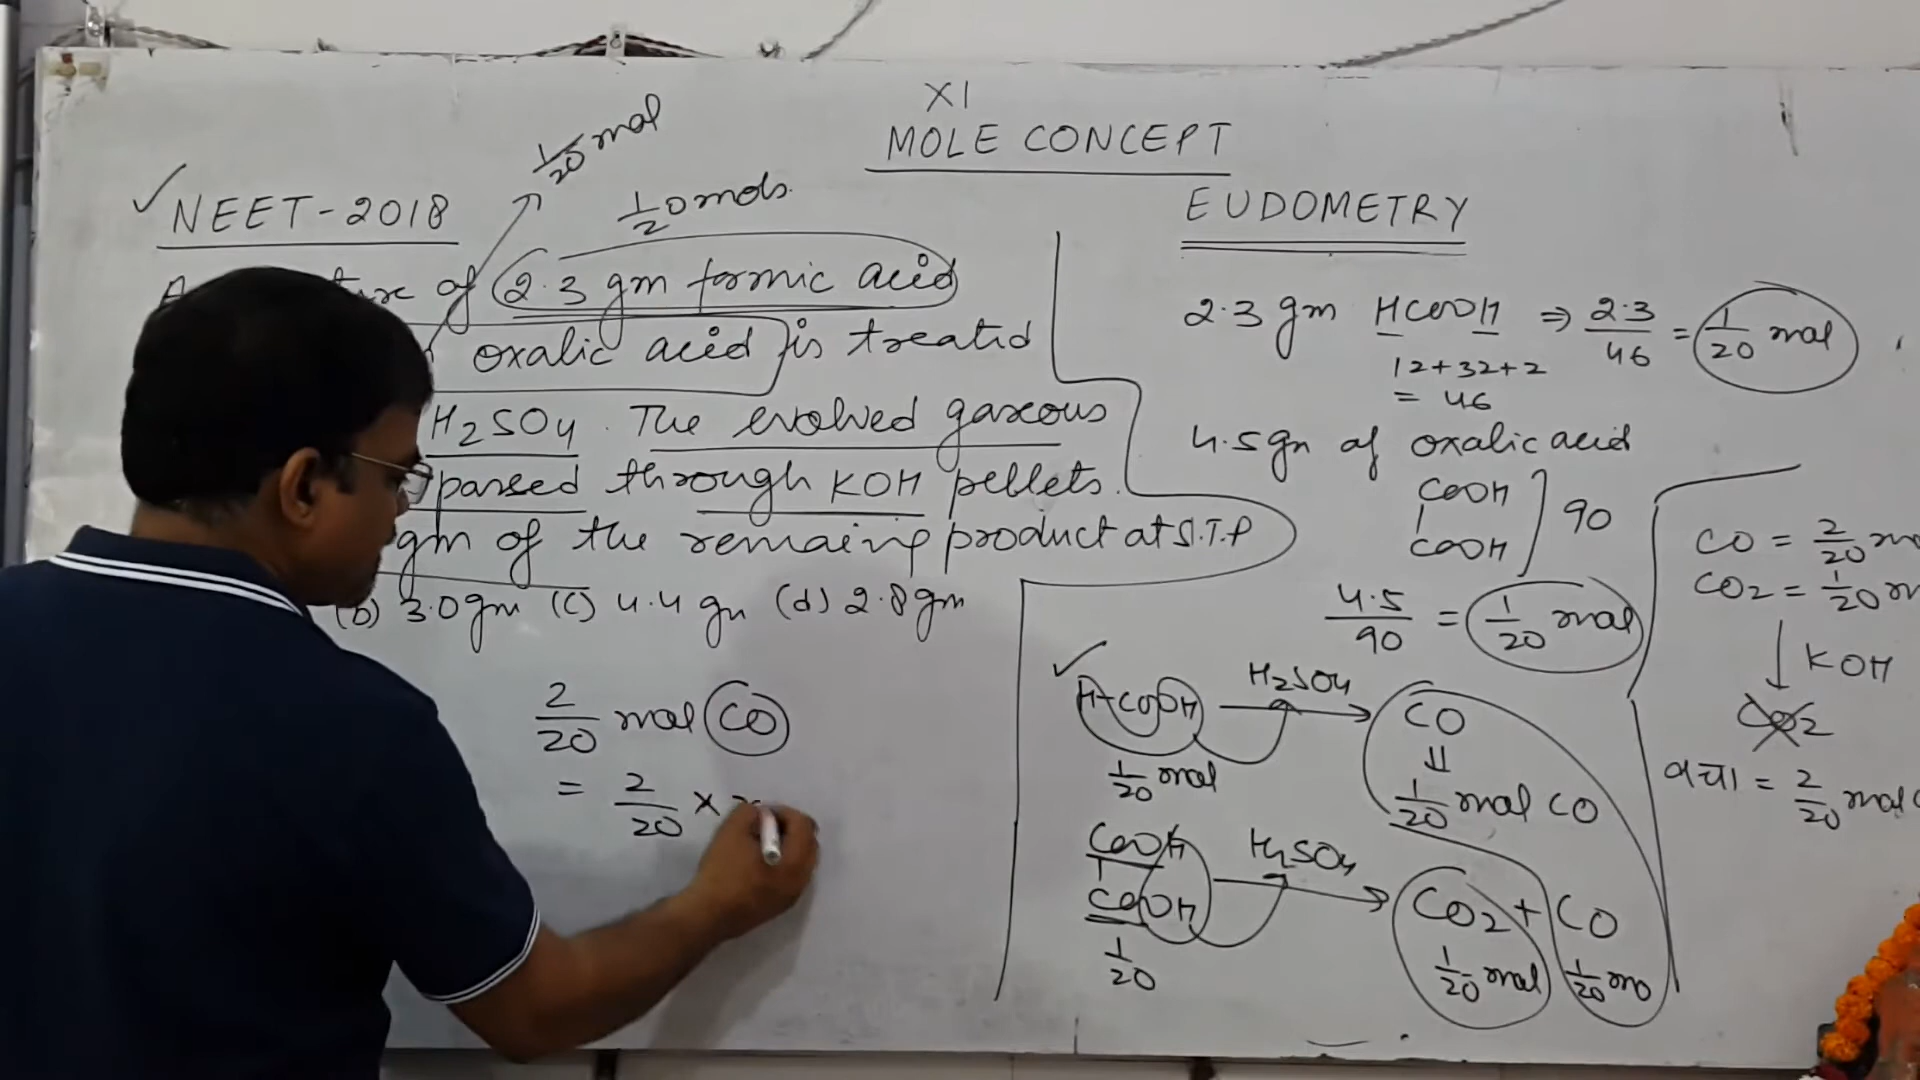 XI
MOLE CONCEPT
EUDOMETRY
NEET-2018
1/20 mol
1/20 mols.
of 2.3 gm formic acid
oxalic acid is treated
H2SO4. The evolved gaseous
passed through KOH pellets.
gm of the remaing product at S.T.P
(b) 3.0 gm (c) 4.4 gm (d) 2.8 gm
2/20 mol CO
= 2/20 ×
2.3 gm HCOOH ⇒ 2.3/46 = 1/20 mol
12+32+2
= 46
4.5 gm of oxalic acid
COOH
COOH ] 90
4.5/90 = 1/20 mol
H-COOH H2SO4 → CO
1/20 mol
1/20 mol CO
COOH
COOH H2SO4 → CO2 + CO
1/20 1/20 mol 1/20 mo
CO = 2/20 m
CO2 = 1/20 m
↓ KOH
CO2
बचा = 2/20 mol